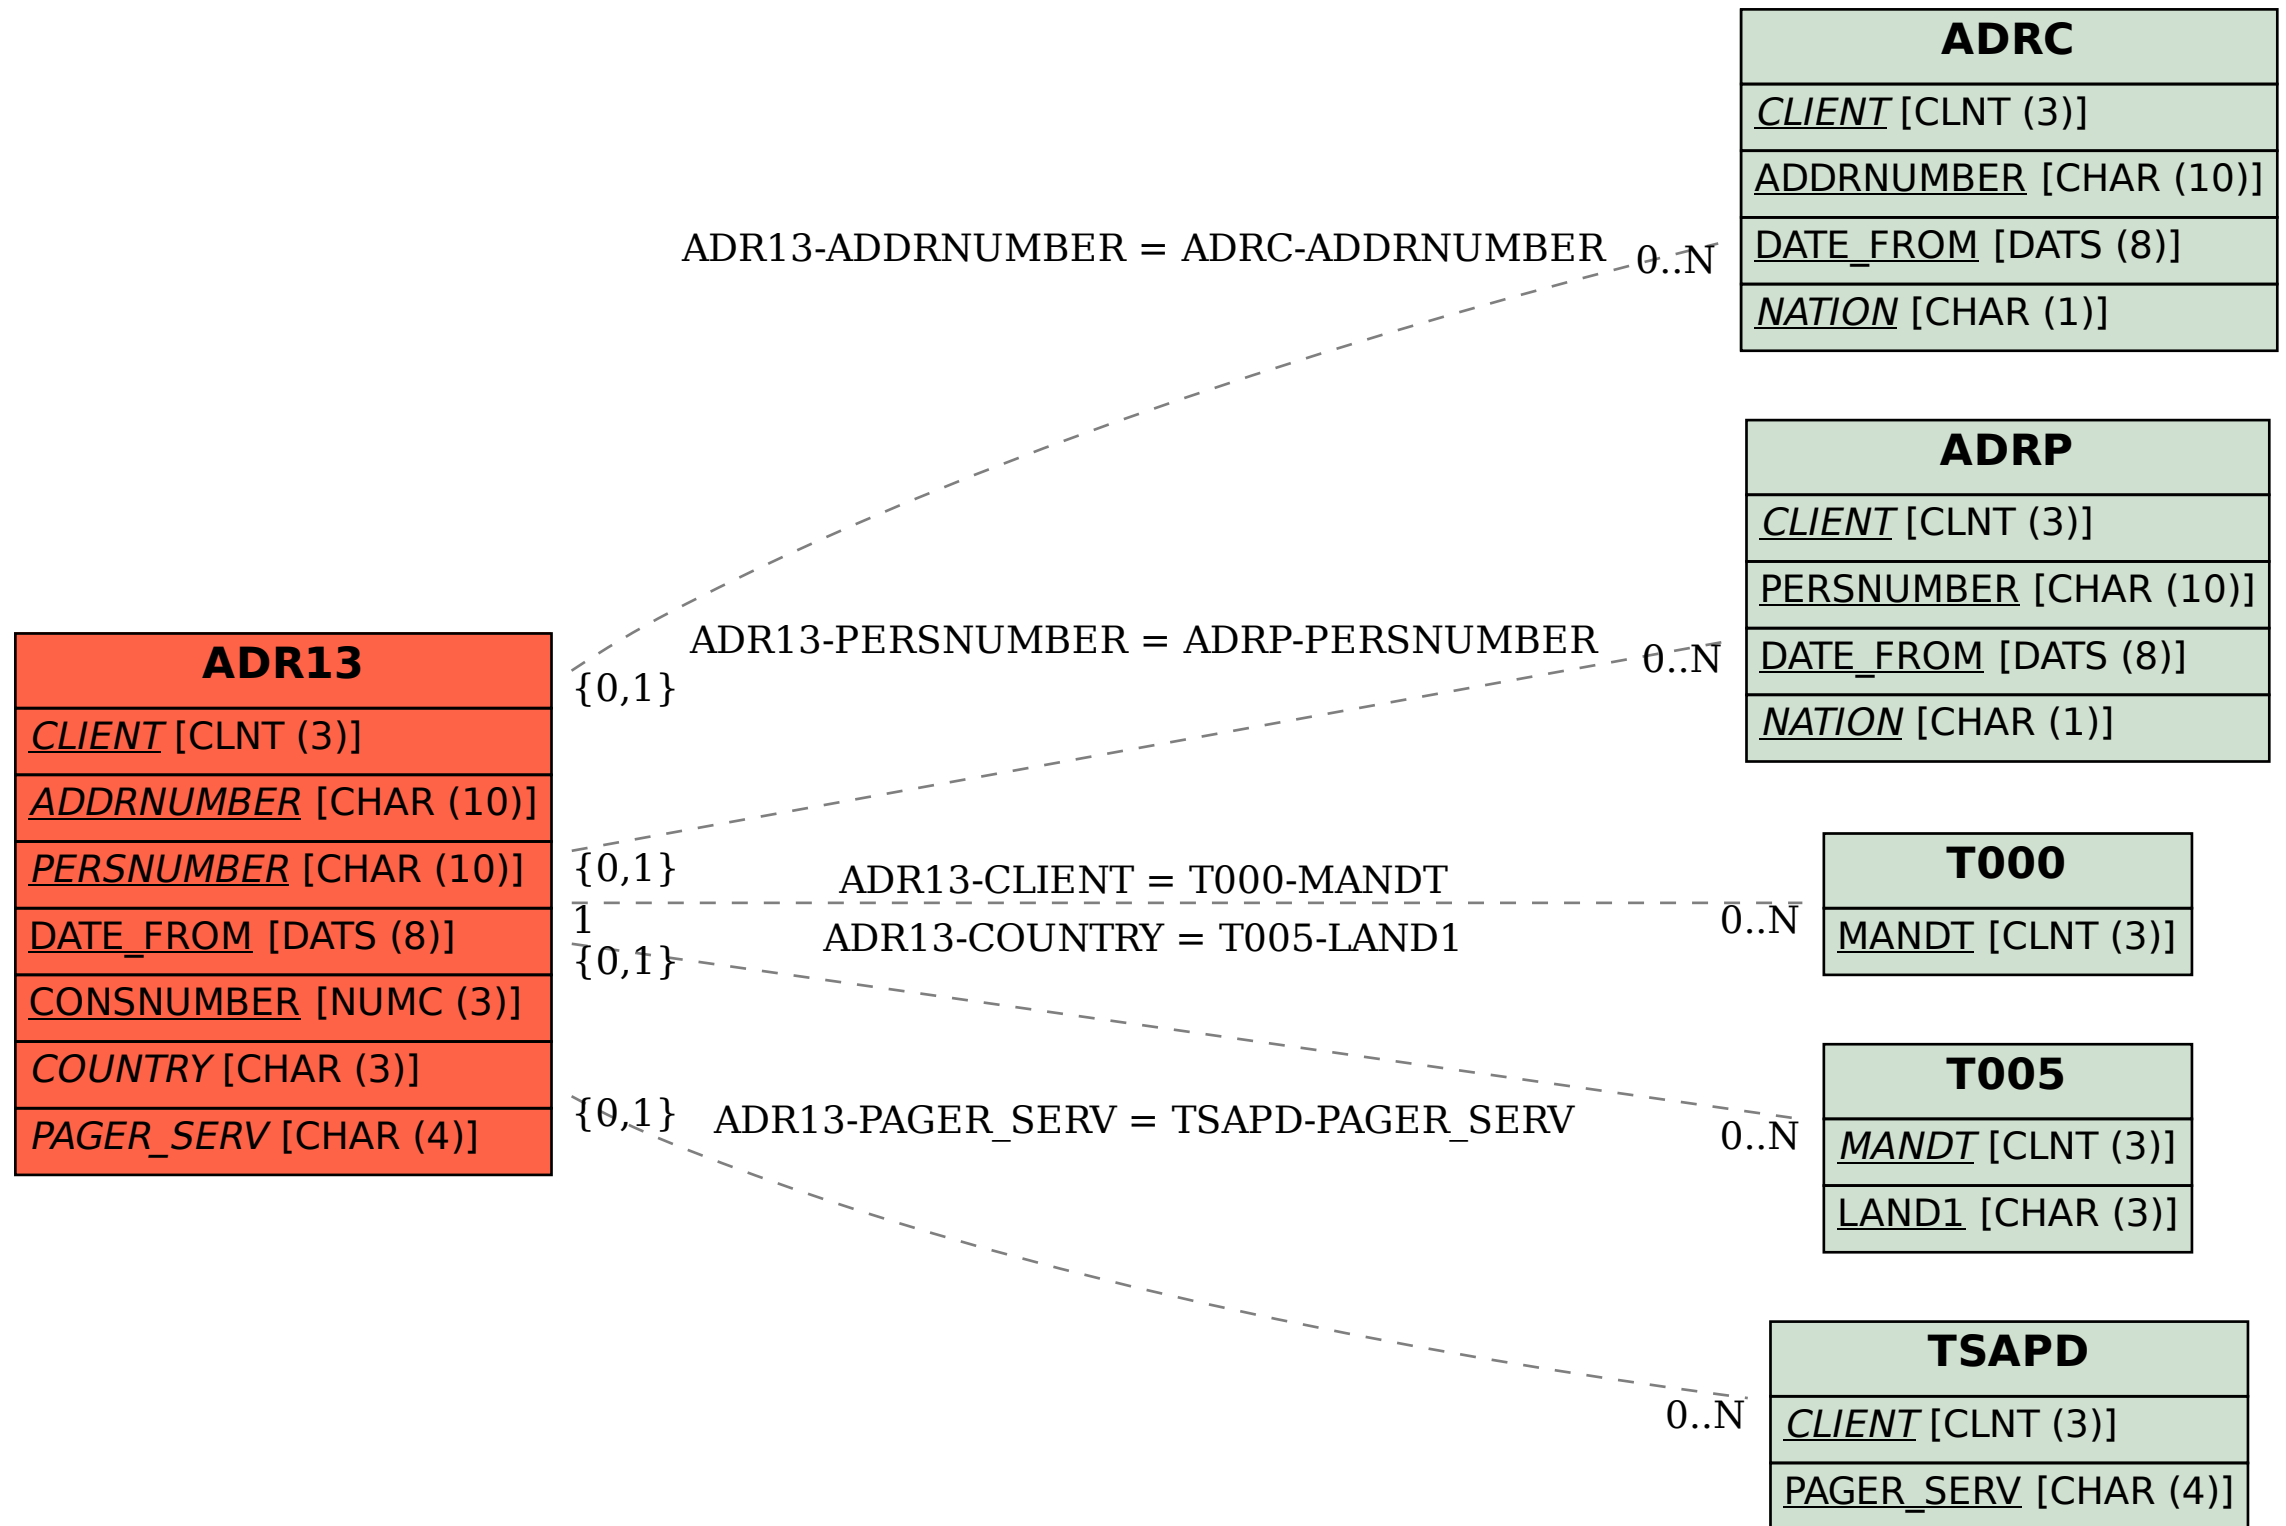 ADR13
CLIENT [CLNT (3)]
ADDRNUMBER [CHAR (10)]
PERSNUMBER [CHAR (10)]
DATE_FROM [DATS (8)]
CONSNUMBER [NUMC (3)]
COUNTRY [CHAR (3)]
PAGER_SERV [CHAR (4)]
ADR13-ADDRNUMBER = ADRC-ADDRNUMBER
0..N
{0,1}
ADR13-PERSNUMBER = ADRP-PERSNUMBER
0..N
{0,1}
ADR13-CLIENT = T000-MANDT
0..N
1
ADR13-COUNTRY = T005-LAND1
{0,1}
0..N
{0,1}
ADR13-PAGER_SERV = TSAPD-PAGER_SERV
0..N
ADRC
CLIENT [CLNT (3)]
ADDRNUMBER [CHAR (10)]
DATE_FROM [DATS (8)]
NATION [CHAR (1)]
ADRP
CLIENT [CLNT (3)]
PERSNUMBER [CHAR (10)]
DATE_FROM [DATS (8)]
NATION [CHAR (1)]
T000
MANDT [CLNT (3)]
T005
MANDT [CLNT (3)]
LAND1 [CHAR (3)]
TSAPD
CLIENT [CLNT (3)]
PAGER_SERV [CHAR (4)]